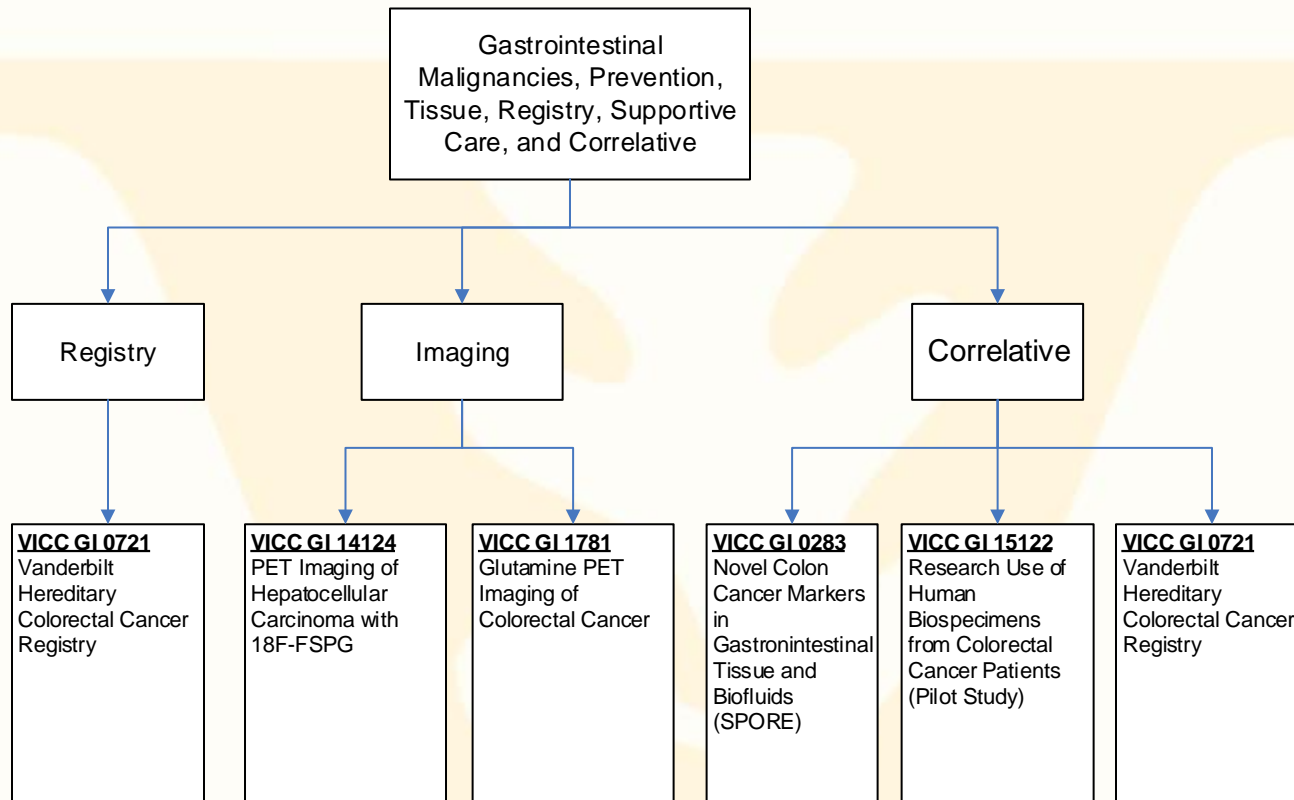 Gastrointestinal
Malignancies, Prevention,
Tissue, Registry, Supportive
Care, and Correlative
Registry
Imaging
Correlative
VICC GI 0721
Vanderbilt
Hereditary
Colorectal Cancer
Registry
VICC GI 14124
PET Imaging of
Hepatocellular
Carcinoma with
18F-FSPG
VICC GI 1781
Glutamine PET
Imaging of
Colorectal Cancer
VICC GI 0283
Novel Colon
Cancer Markers
in
Gastronintestinal
Tissue and
Biofluids
(SPORE)
VICC GI 15122
Research Use of
Human
Biospecimens
from Colorectal
Cancer Patients
(Pilot Study)
VICC GI 0721
Vanderbilt
Hereditary
Colorectal Cancer
Registry